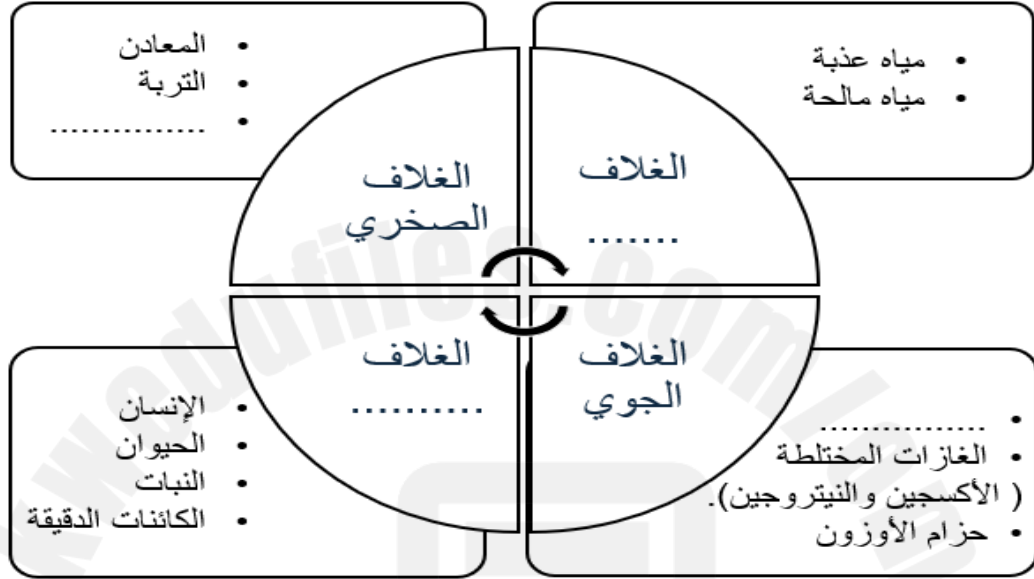 مياه عذبة
مياه مالحة
الغلاف
.......
المعادن
التربة
...............
الغلاف
الصخري
الغلاف
الجوي
................
الغازات المختلطة
( الأكسجين والنيتروجين).
حزام الأوزون
الغلاف
..........
الإنسان
الحيوان
النبات
الكائنات الدقيقة